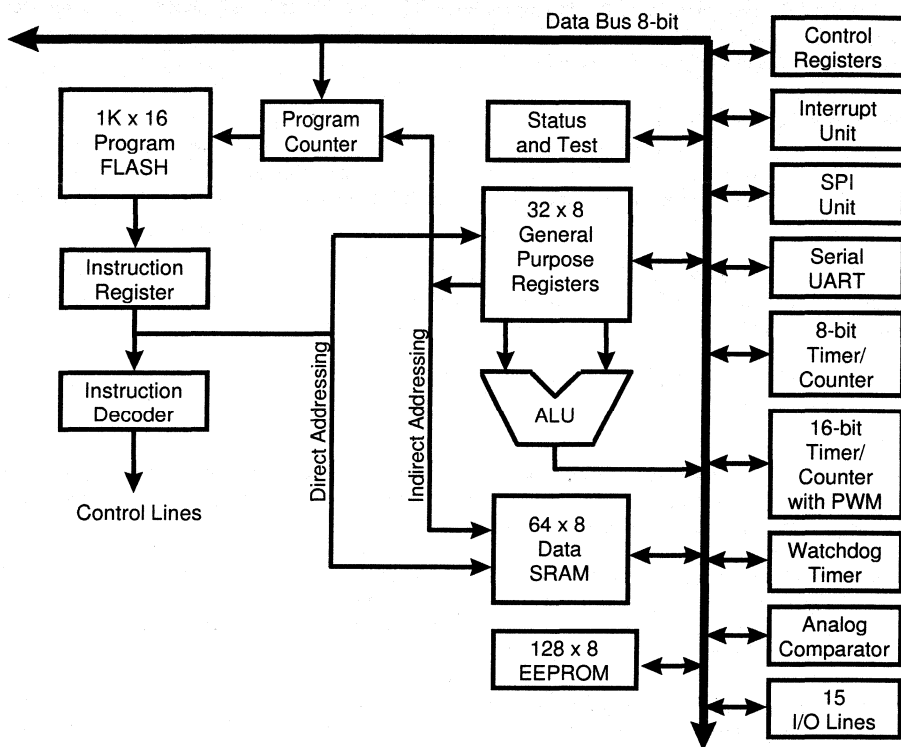 Data Bus 8-bit
1K x 16
Program
FLASH
Program
Counter
Instruction
Register
Instruction
Decoder
Control Lines
Direct Addressing
Indirect Addressing
Status
and Test
32 x 8
General
Purpose
Registers
ALU
64 x 8
Data
SRAM
128 x 8
EEPROM
Control
Registers
Interrupt
Unit
SPI
Unit
Serial
UART
8-bit
Timer/
Counter
16-bit
Timer/
Counter
with PWM
Watchdog
Timer
Analog
Comparator
15
I/O Lines